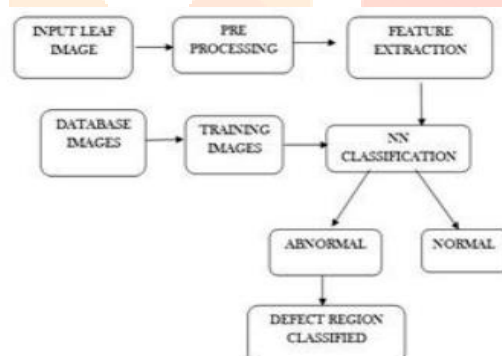 INPUT LEAF
IMAGE
PRE
PROCESSING
FEATURE
EXTRACTION
DATABASE
IMAGES
TRAINING
IMAGES
NN
CLASSIFICATION
ABNORMAL
NORMAL
DEFECT REGION
CLASSIFIED